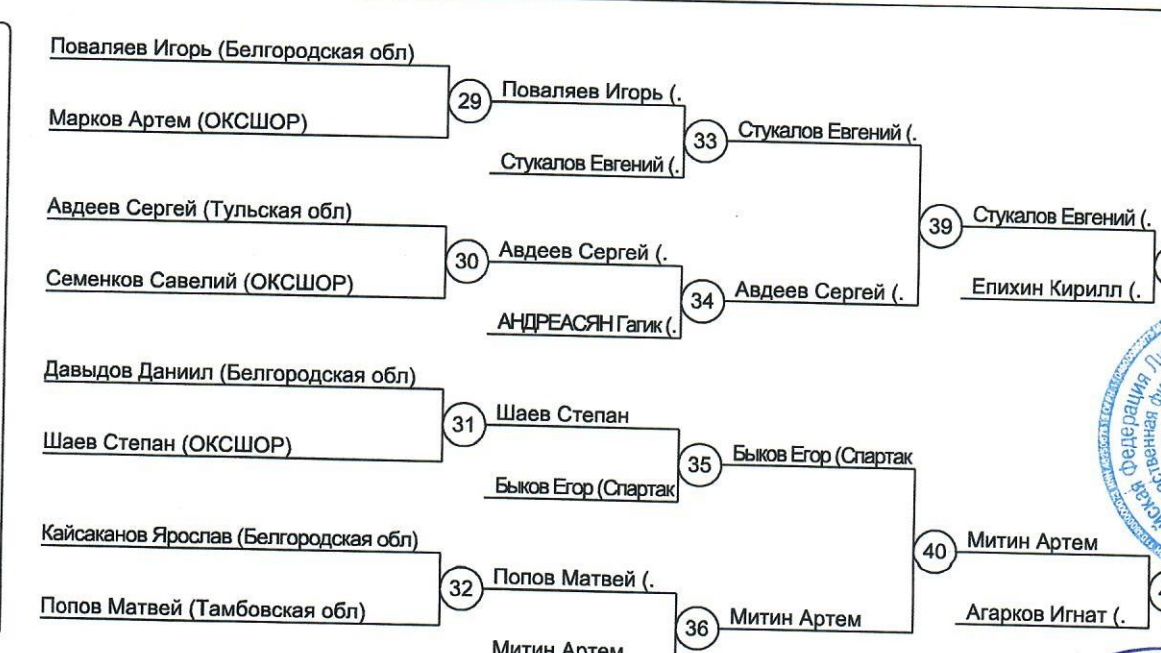 Поваляев Игорь (Белгородская обл)
29
Поваляев Игорь (.
Марков Артем (ОКСШОР)
33
Стукалов Евгений (.
Стукалов Евгений (.
Авдеев Сергей (Тульская обл)
39
Стукалов Евгений (.
30
Авдеев Сергей (.
Семенков Савелий (ОКСШОР)
34
Авдеев Сергей (.
Епихин Кирилл (.
АНДРЕАСЯН Гагик (.
Давыдов Даниил (Белгородская обл)
31
Шаев Степан
Шаев Степан (ОКСШОР)
35
Быков Егор (Спартак
Быков Егор (Спартак
Кайсаканов Ярослав (Белгородская обл)
40
Митин Артем
32
Попов Матвей (.
Попов Матвей (Тамбовская обл)
36
Митин Артем
Агарков Игнат (.
Митин Артем
Федерация